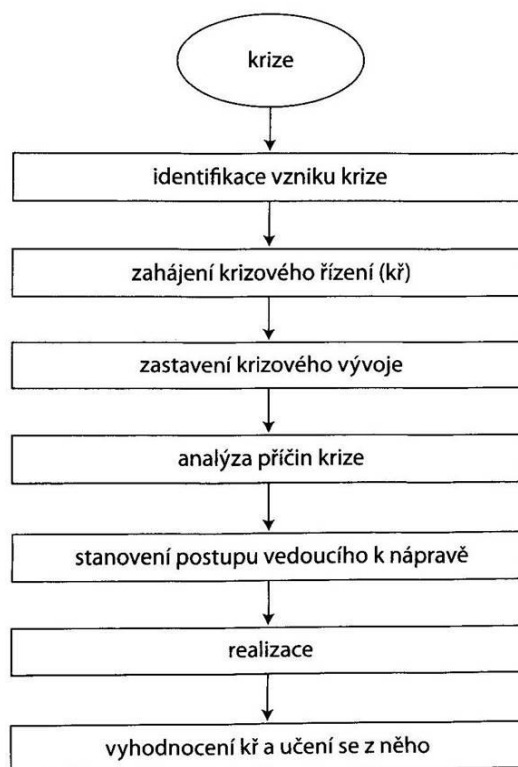 krize
identifikace vzniku krize
zahájení krizového řízení (kř)
zastavení krizového vývoje
analýza příčin krize
stanovení postupu vedoucího k nápravě
realizace
vyhodnocení kř a učení se z něho